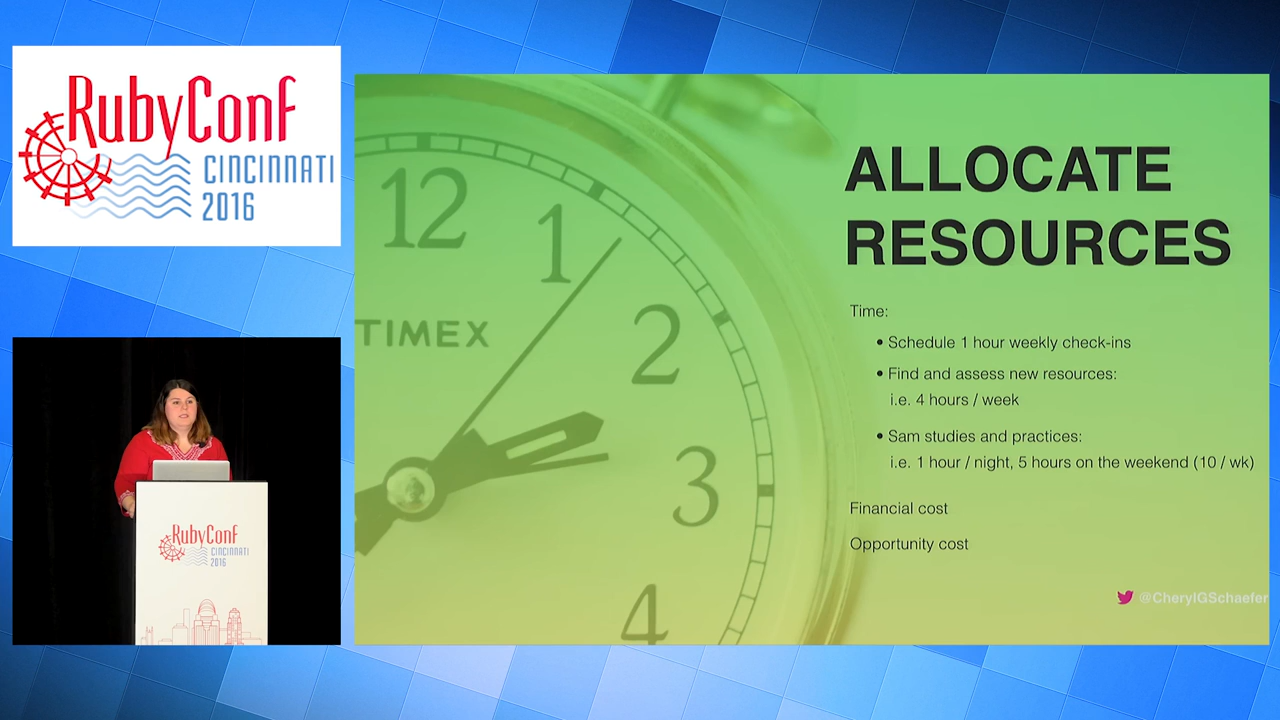 RubyConf
CINCINNATI
2016
ALLOCATE
RESOURCES
Time:
• Schedule 1 hour weekly check-ins
• Find and assess new resources:
i.e. 4 hours / week
• Sam studies and practices:
i.e. 1 hour / night, 5 hours on the weekend (10 / wk)
Financial cost
Opportunity cost
@CherylGSchaefer
12
1
2
3
4
TIMEX
RubyConf
CINCINNATI
2016